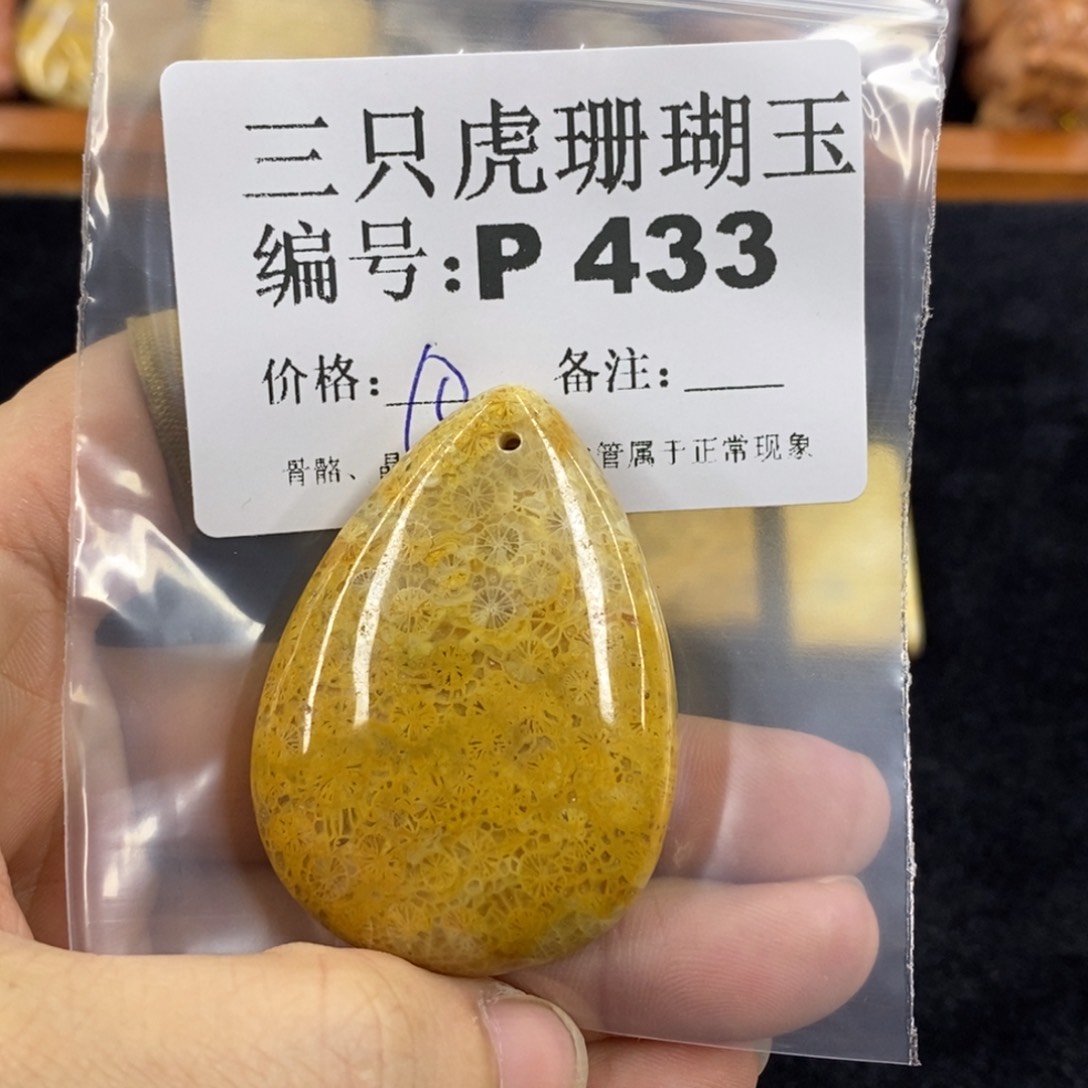 三只虎珊瑚玉
编号:P 433
价格: 备注:
骨骼、 管属于正常现象